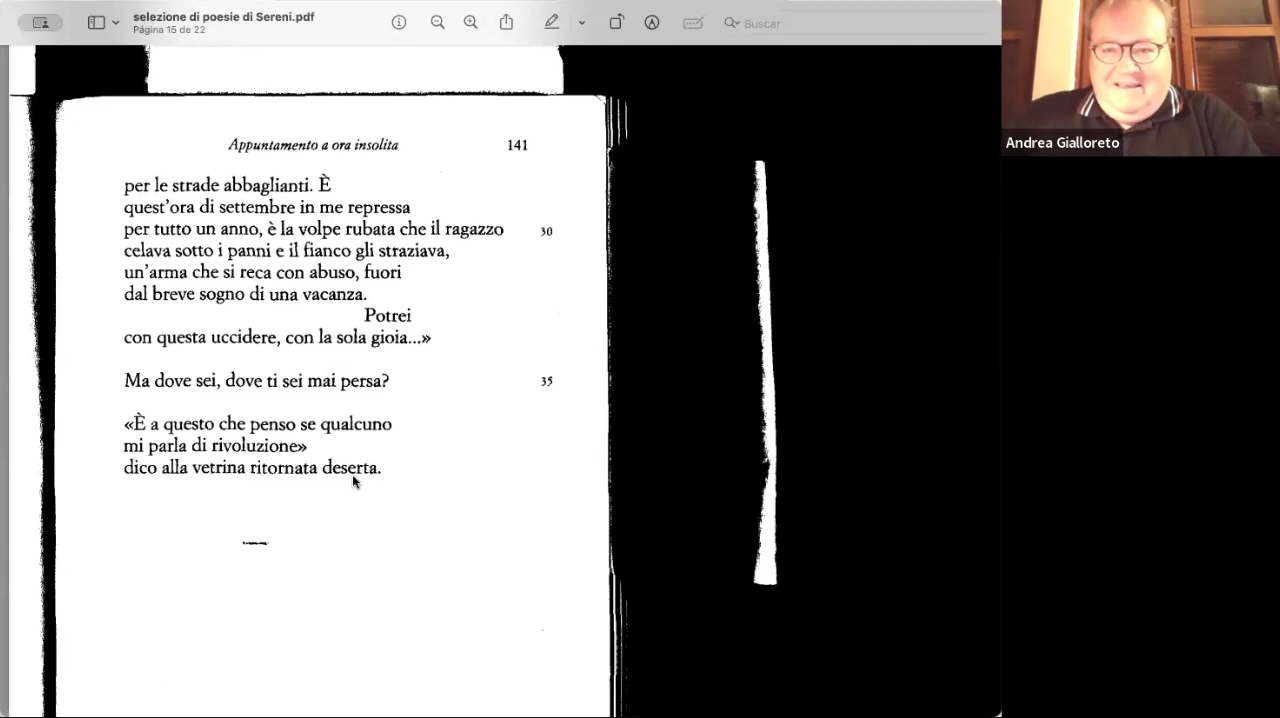 selezione di poesie di Sereni.pdf
Página 15 de 22
Buscar
Andrea Gialloreto
Appuntamento a ora insolita 141
per le strade abbaglianti. È
quest'ora di settembre in me repressa
per tutto un anno, è la volpe rubata che il ragazzo 30
celava sotto i panni e il fianco gli straziava,
un'arma che si reca con abuso, fuori
dal breve sogno di una vacanza.
Potrei
con questa uccidere, con la sola gioia...»
Ma dove sei, dove ti sei mai persa? 35
«È a questo che penso se qualcuno
mi parla di rivoluzione»
dico alla vetrina ritornata deserta.